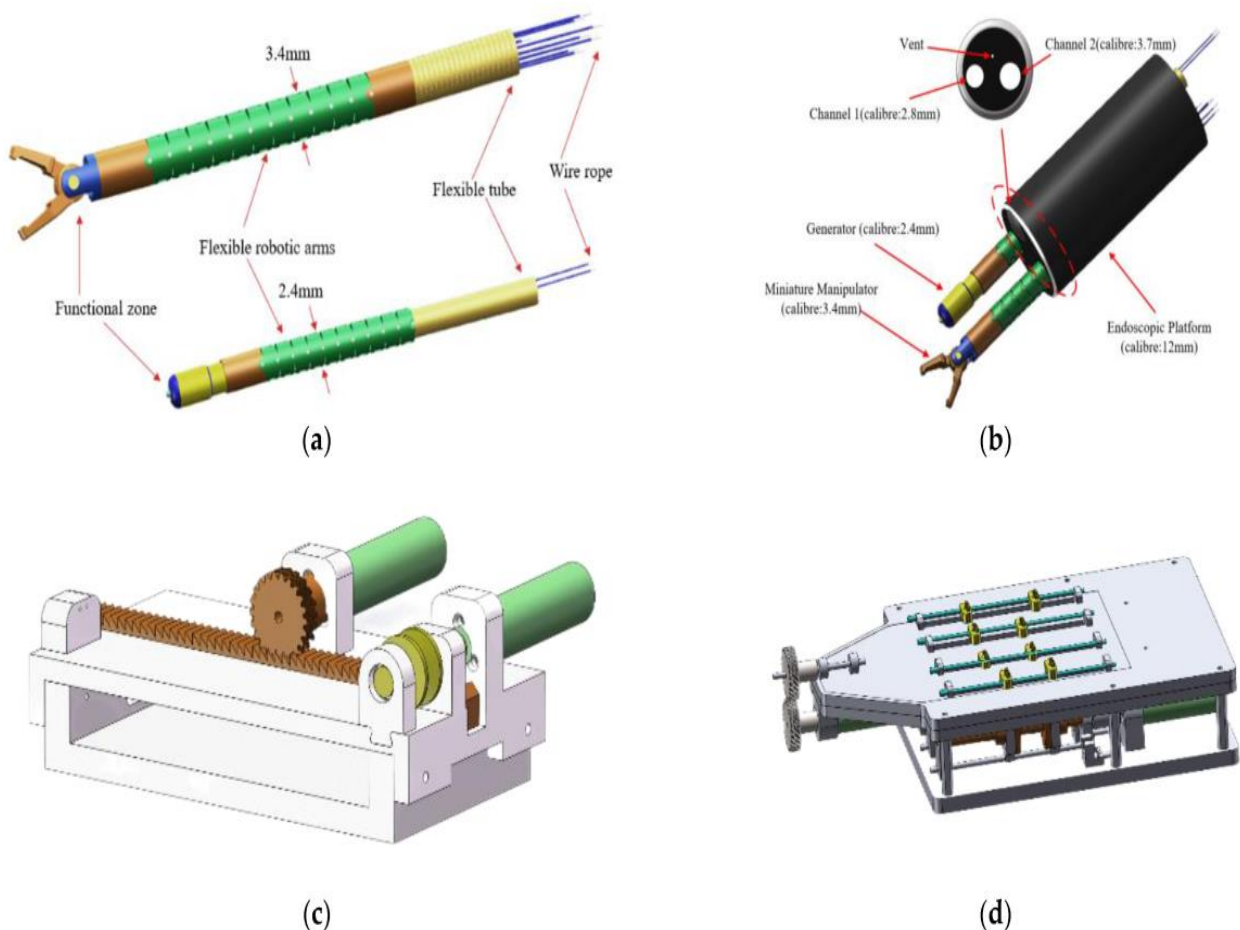 3.4mm
Flexible tube
Wire rope
Flexible robotic arms
2.4mm
Functional zone
(a)
Vent
Channel 2(calibre:3.7mm)
Channel 1(calibre:2.8mm)
Generator (calibre:2.4mm)
Miniature Manipulator
(calibre:3.4mm)
Endoscopic Platform
(calibre:12mm)
(b)
(c)
(d)